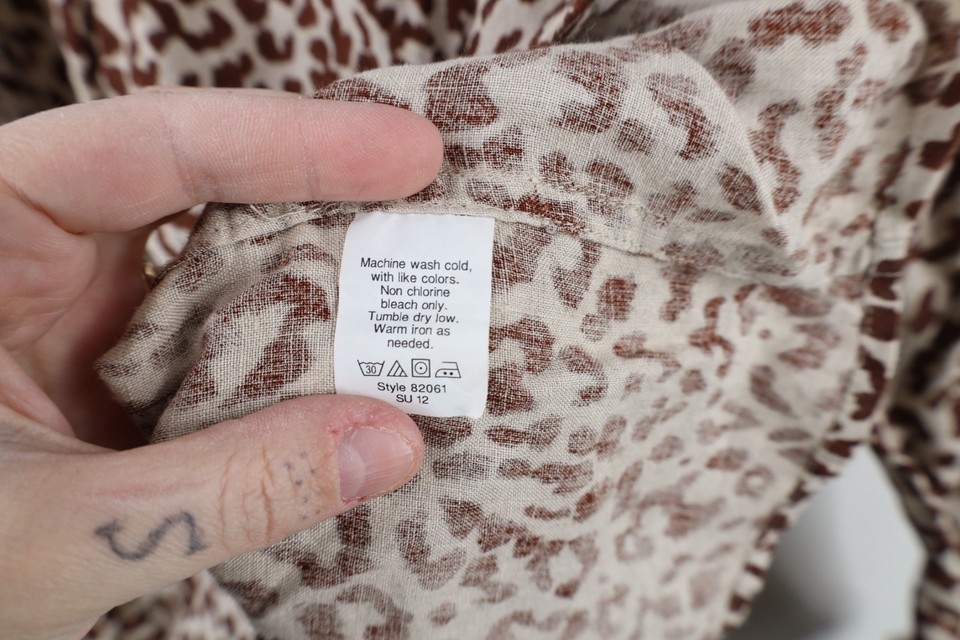 Machine wash cold,
with like colors.
Non chlorine
bleach only.
Tumble dry low.
Warm iron as
needed.
30
Style 82061
SU 12